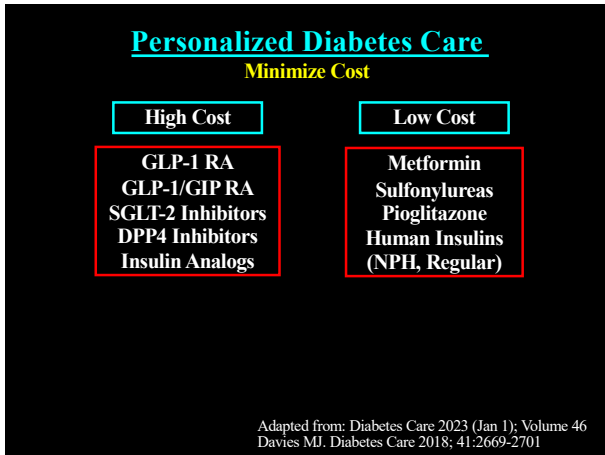 Personalized Diabetes Care
Minimize Cost
High Cost
GLP-1 RA
GLP-1/GIP RA
SGLT-2 Inhibitors
DPP4 Inhibitors
Insulin Analogs
Low Cost
Metformin
Sulfonylureas
Pioglitazone
Human Insulins
(NPH, Regular)
Adapted from: Diabetes Care 2023 (Jan 1); Volume 46
Davies MJ. Diabetes Care 2018; 41:2669-2701